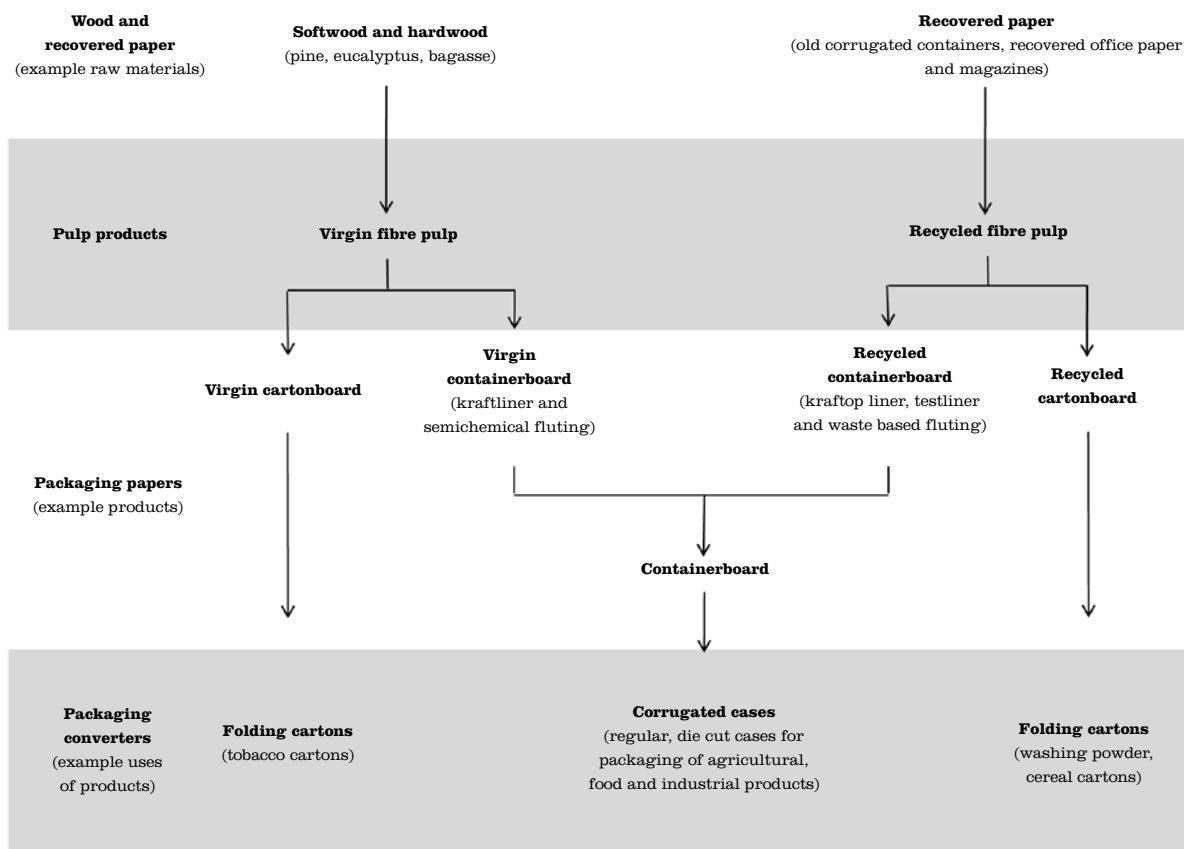 Wood and
recovered paper
(example raw materials)
Softwood and hardwood
(pine, eucalyptus, bagasse)
Recovered paper
(old corrugated containers, recovered office paper
and magazines)
Pulp products
Virgin fibre pulp
Recycled fibre pulp
Virgin cartonboard
Virgin
containerboard
(kraftliner and
semichemical fluting)
Recycled
containerboard
(kraftop liner, testliner
and waste based fluting)
Recycled
cartonboard
Packaging papers
(example products)
Containerboard
Packaging
converters
(example uses
of products)
Folding cartons
(tobacco cartons)
Corrugated cases
(regular, die cut cases for
packaging of agricultural,
food and industrial products)
Folding cartons
(washing powder,
cereal cartons)